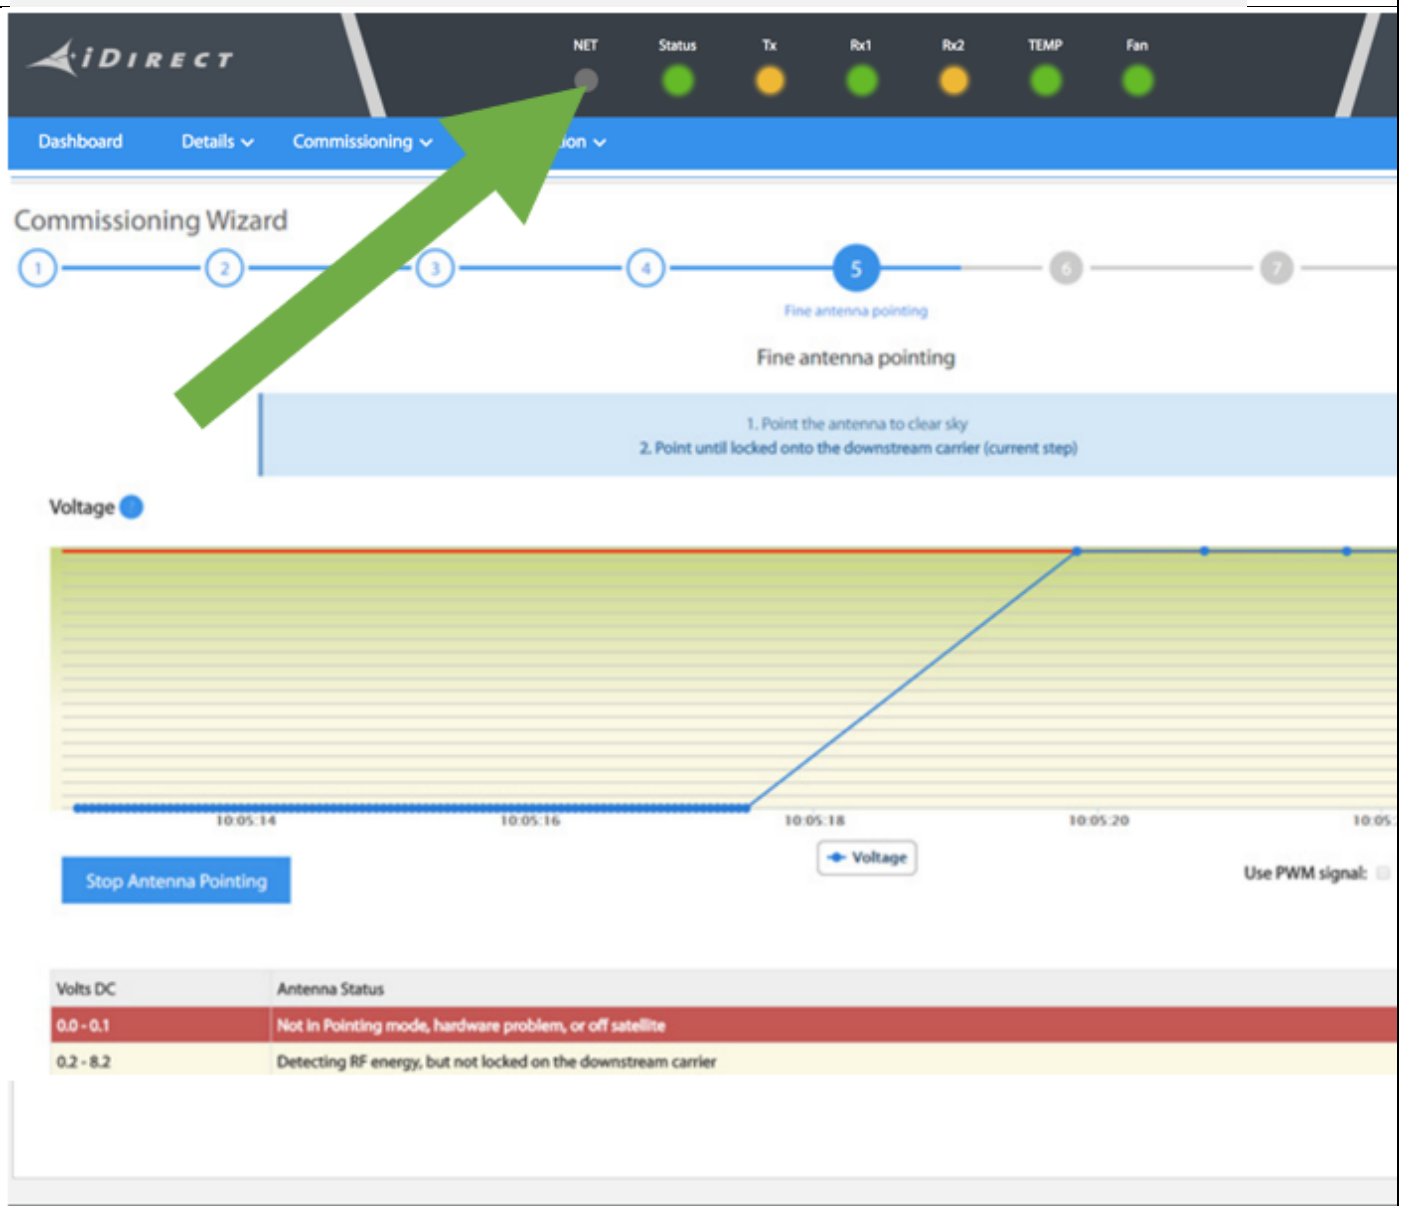 iDIRECT
NET Status Tx Rx1 Rx2 TEMP Fan
Dashboard Details Commissioning ion
Commissioning Wizard
1 2 3 4 5 6 7
Fine antenna pointing
Fine antenna pointing
1. Point the antenna to clear sky
2. Point until locked onto the downstream carrier (current step)
Voltage ?
10:05:14 10:05:16 10:05:18 10:05:20 10:05:
Voltage
Stop Antenna Pointing
Use PWM signal:
Volts DC Antenna Status
0.0 - 0.1 Not in Pointing mode, hardware problem, or off satellite
0.2 - 8.2 Detecting RF energy, but not locked on the downstream carrier